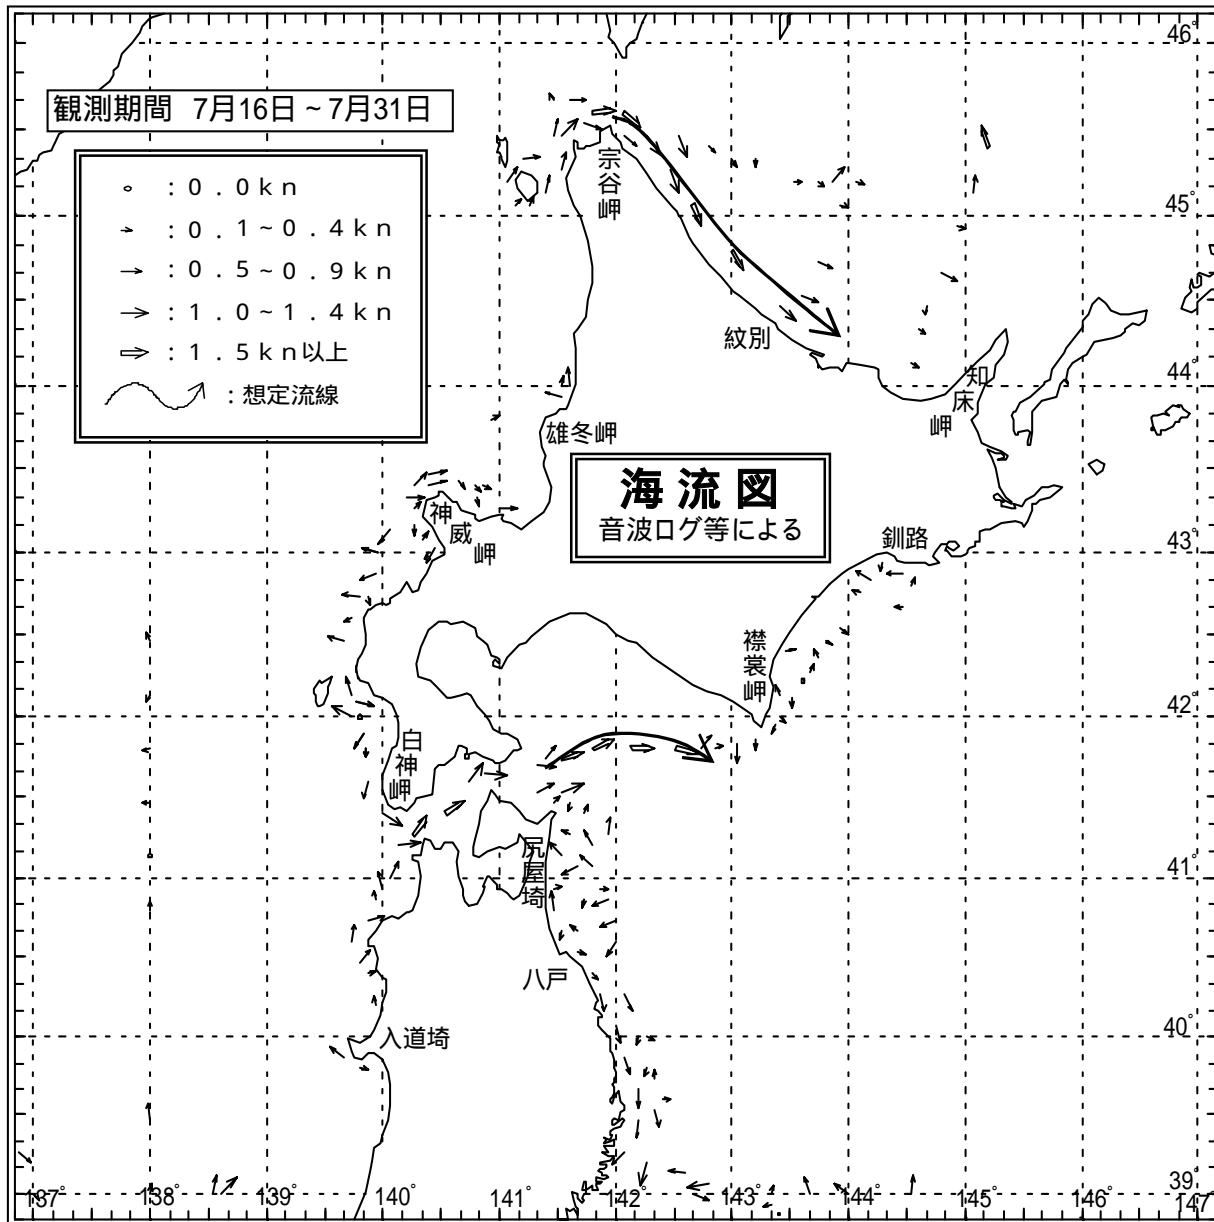 46°
観測期間 7月16日~7月31日
:0.0kn
:0.1~0.4kn
:0.5~0.9kn
:1.0~1.4kn
:1.5kn以上
:想定流線
宗谷岬
45°
紋別
44°
知床岬
雄冬岬
海流図
音波ログ等による
神威岬
釧路
43°
襟裳岬
42°
白神岬
尻屋埼
41°
八戸
入道埼
40°
39°
137° 138° 139° 140° 141° 142° 143° 144° 145° 146° 147